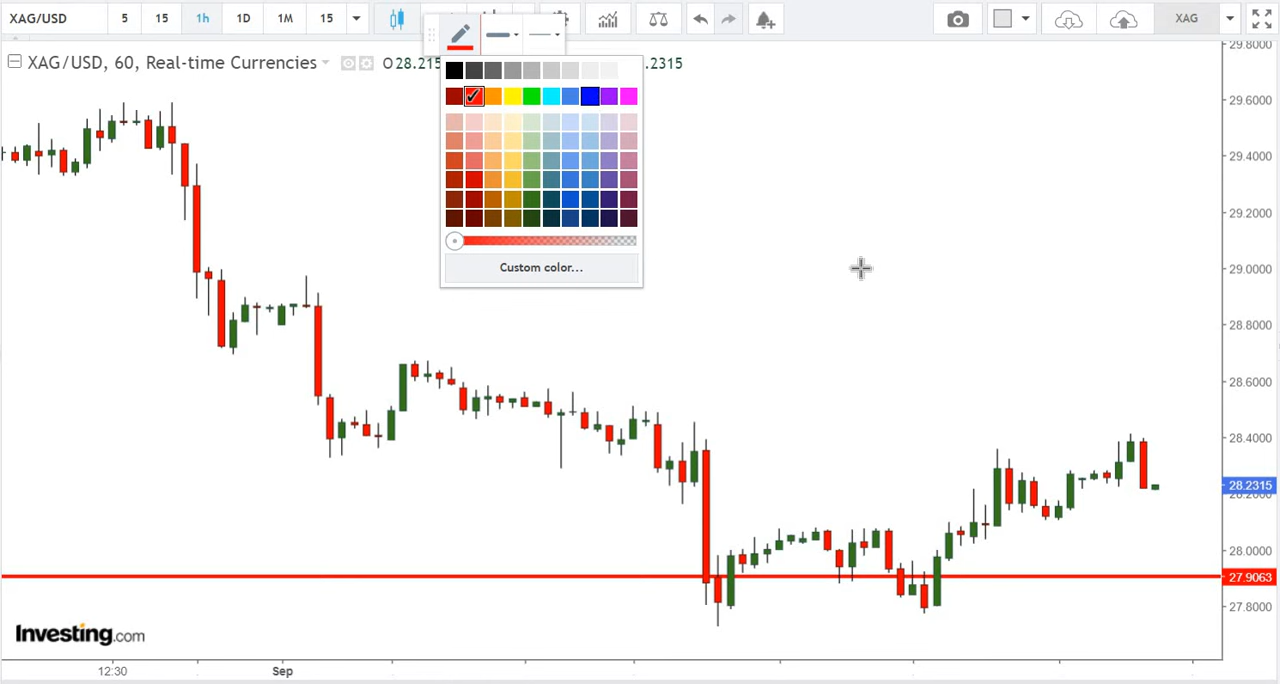 XAG/USD 5 15 1h 1D 1M 15 XAG
XAG/USD, 60, Real-time Currencies O28.215 .2315
Custom color...
29.8000
29.6000
29.4000
29.2000
29.0000
28.8000
28.6000
28.4000
28.2315
28.2000
28.0000
27.9063
27.8000
Investing.com
12:30 Sep